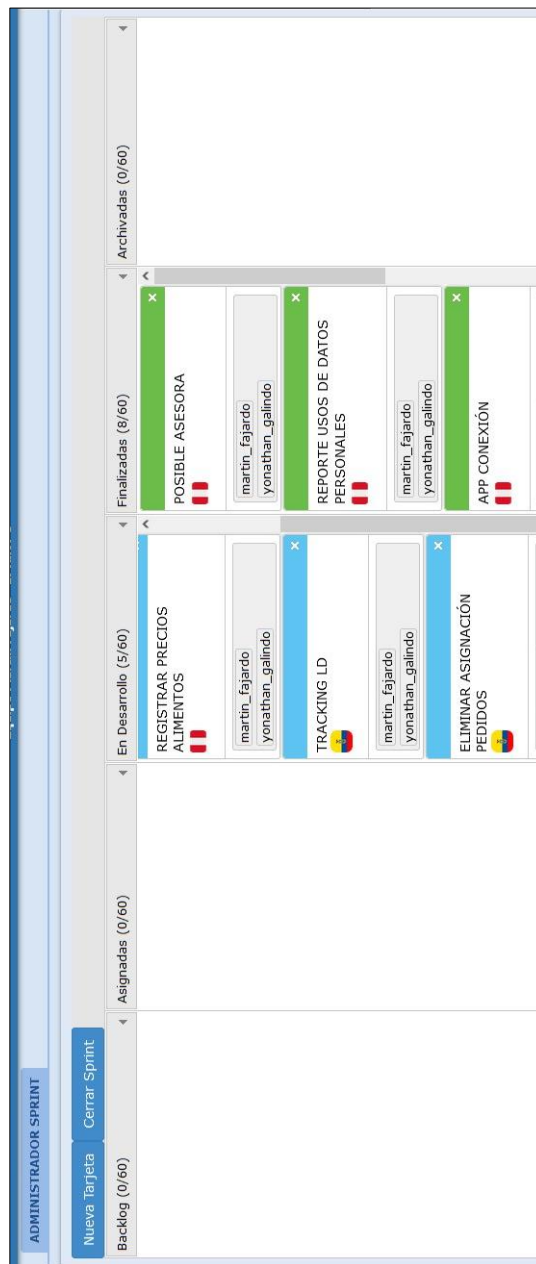 ADMINISTRADOR SPRINT
Nueva Tarjeta
Cerrar Sprint
Backlog (0/60)
Asignadas (0/60)
En Desarrollo (5/60)
REGISTRAR PRECIOS
ALIMENTOS
martin_fajardo
yonathan_galindo
TRACKING LD
martin_fajardo
yonathan_galindo
ELIMINAR ASIGNACIÓN
PEDIDOS
Finalizadas (8/60)
POSIBLE ASESORA
martin_fajardo
yonathan_galindo
REPORTE USOS DE DATOS
PERSONALES
martin_fajardo
yonathan_galindo
APP CONEXIÓN
Archivadas (0/60)